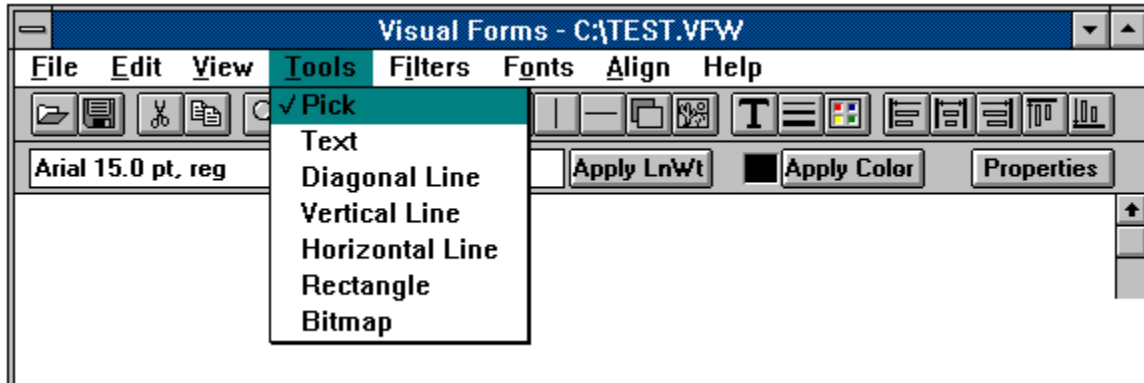 Visual Forms - C:\TEST.VFW
File Edit View Tools Filters Fonts Align Help
✓ Pick
T
Text
Arial 15.0 pt, reg
Apply LnWt
Apply Color
Properties
Diagonal Line
Vertical Line
Horizontal Line
Rectangle
Bitmap